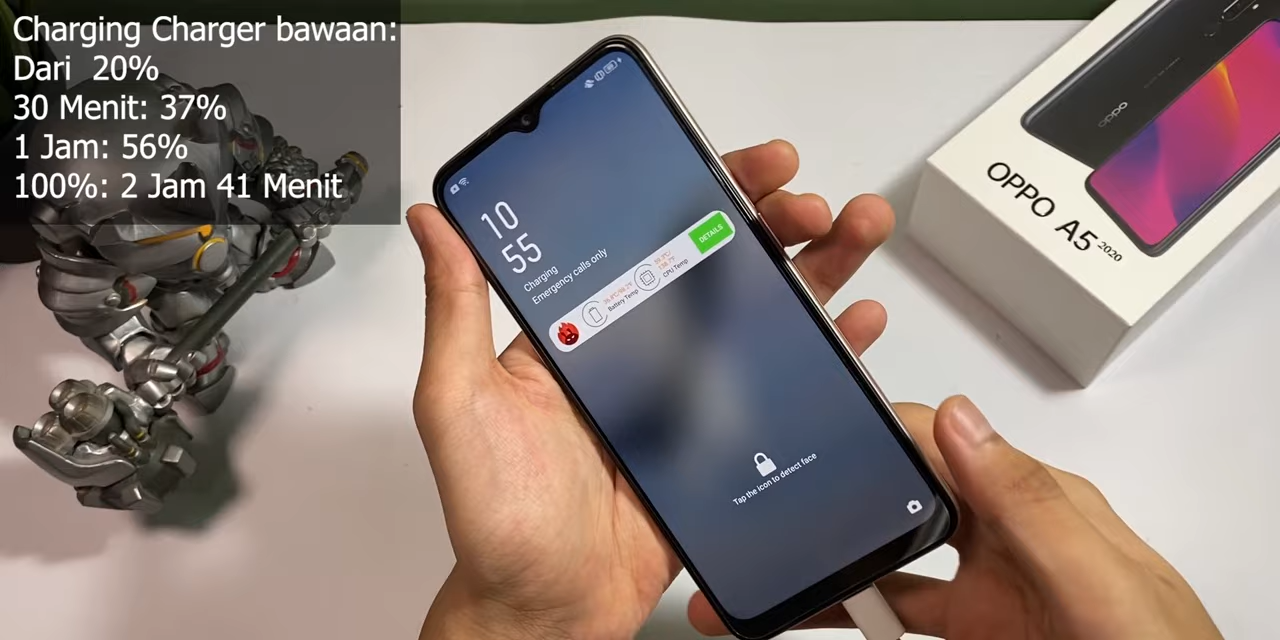 Charging Charger bawaan:
Dari 20%
30 Menit: 37%
1 Jam: 56%
100%: 2 Jam 41 Menit
10
55
Charging
Emergency calls only
Battery Temp
CPU Temp
DETAILS
Tap the icon to detect face
oppo
OPPO A5 2020